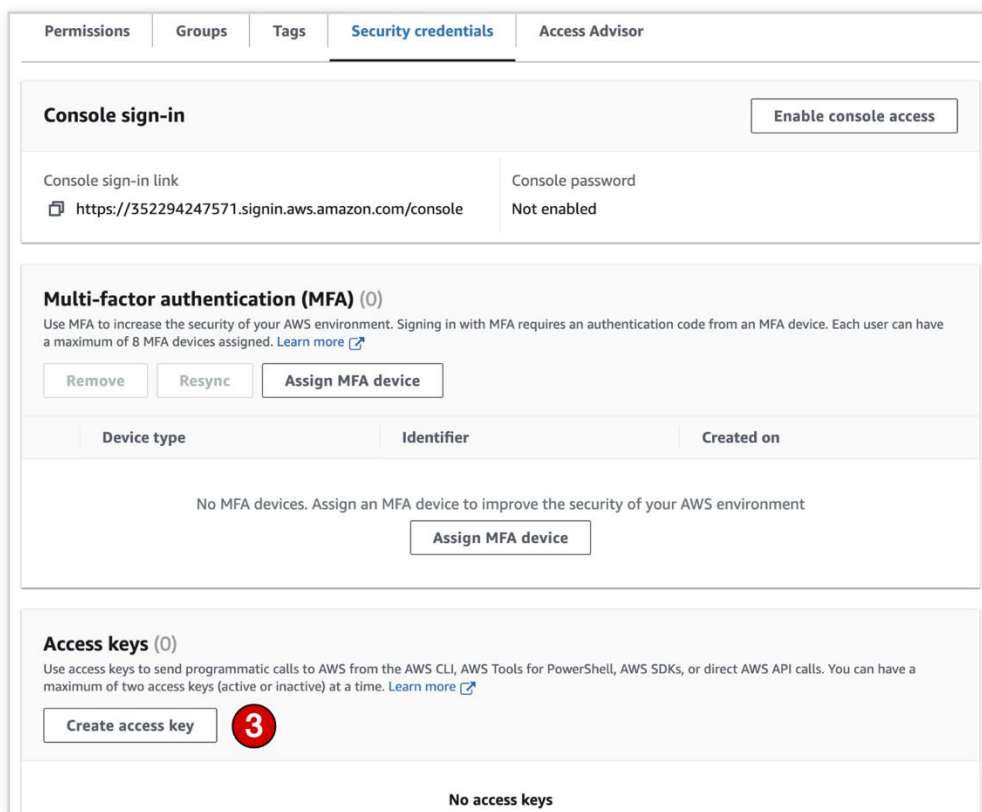 Permissions Groups Tags Security credentials Access Advisor
Console sign-in
Enable console access
Console sign-in link
https://352294247571.signin.aws.amazon.com/console
Console password
Not enabled
Multi-factor authentication (MFA) (0)
Use MFA to increase the security of your AWS environment. Signing in with MFA requires an authentication code from an MFA device. Each user can have
a maximum of 8 MFA devices assigned. Learn more
Remove Resync Assign MFA device
Device type Identifier Created on
No MFA devices. Assign an MFA device to improve the security of your AWS environment
Assign MFA device
Access keys (0)
Use access keys to send programmatic calls to AWS from the AWS CLI, AWS Tools for PowerShell, AWS SDKs, or direct AWS API calls. You can have a
maximum of two access keys (active or inactive) at a time. Learn more
Create access key 3
No access keys